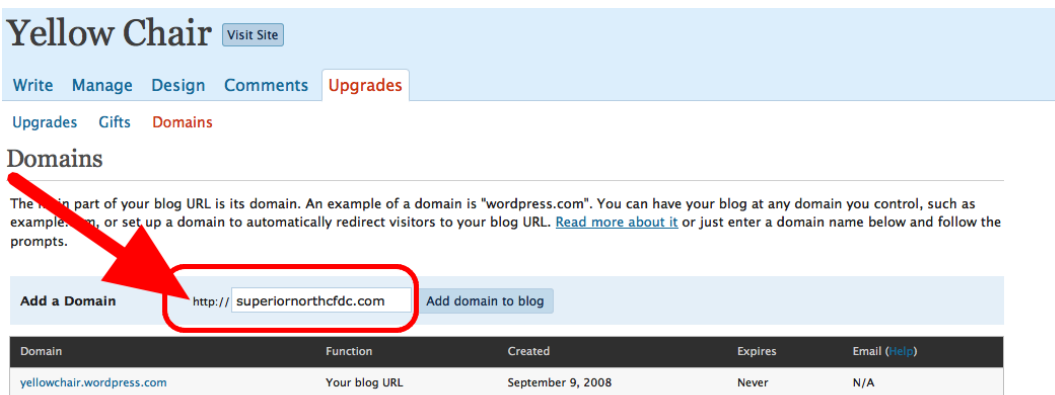 Yellow Chair Visit Site
Write Manage Design Comments Upgrades
Upgrades Gifts Domains
Domains
The part of your blog URL is its domain. An example of a domain is "wordpress.com". You can have your blog at any domain you control, such as
or set up a domain to automatically redirect visitors to your blog URL. Read more about it or just enter a domain name below and follow the
prompts.
Add a Domain http:// superiornorthcfdc.com Add domain to blog
Domain Function Created Expires Email (Help)
yellowchair.wordpress.com Your blog URL September 9, 2008 Never N/A